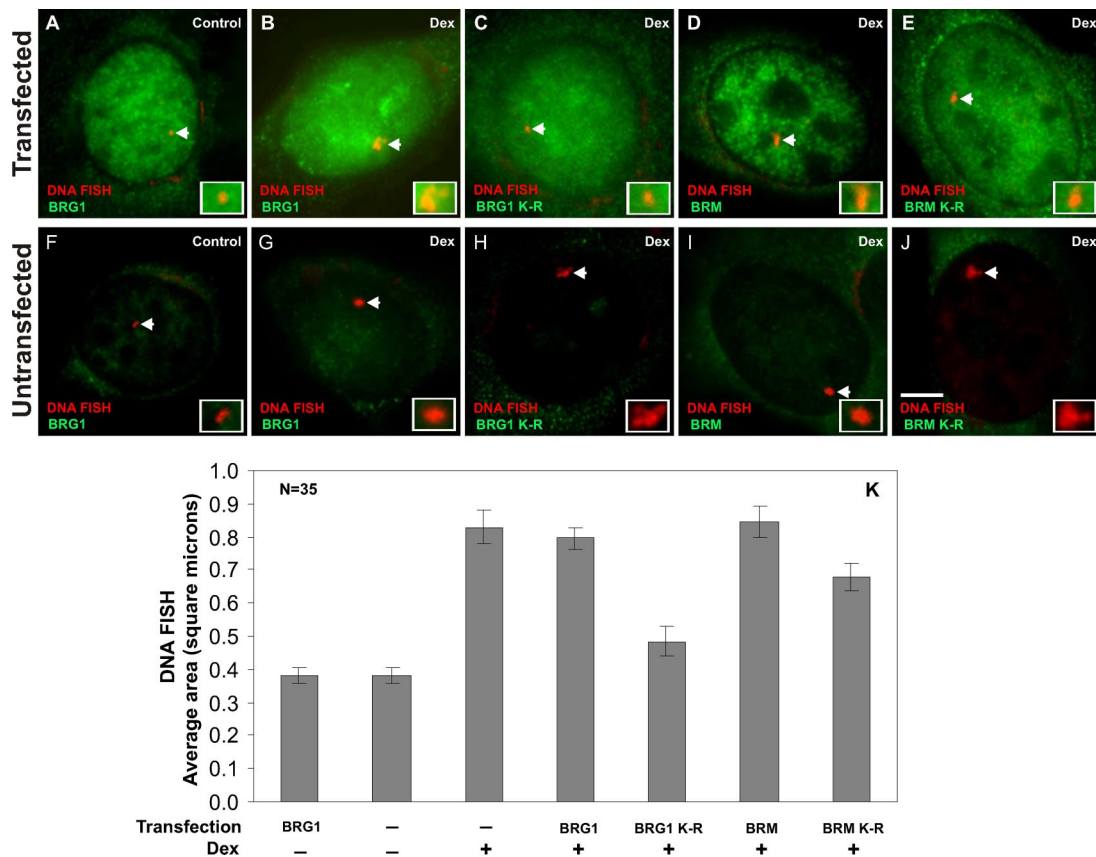 Transfected
A
Control
DNA FISH
BRG1
B
Dex
DNA FISH
BRG1
C
Dex
DNA FISH
BRG1 K-R
D
Dex
DNA FISH
BRM
E
Dex
DNA FISH
BRM K-R
Untransfected
F
Control
DNA FISH
BRG1
G
Dex
DNA FISH
BRG1
H
Dex
DNA FISH
BRG1 K-R
I
Dex
DNA FISH
BRM
J
Dex
DNA FISH
BRM K-R
N=35
K
DNA FISH
Average area (square microns)
1.0
0.9
0.8
0.7
0.6
0.5
0.4
0.3
0.2
0.1
0.0
Transfection BRG1 – – BRG1 BRG1 K-R BRM BRM K-R
Dex – – + + + + +